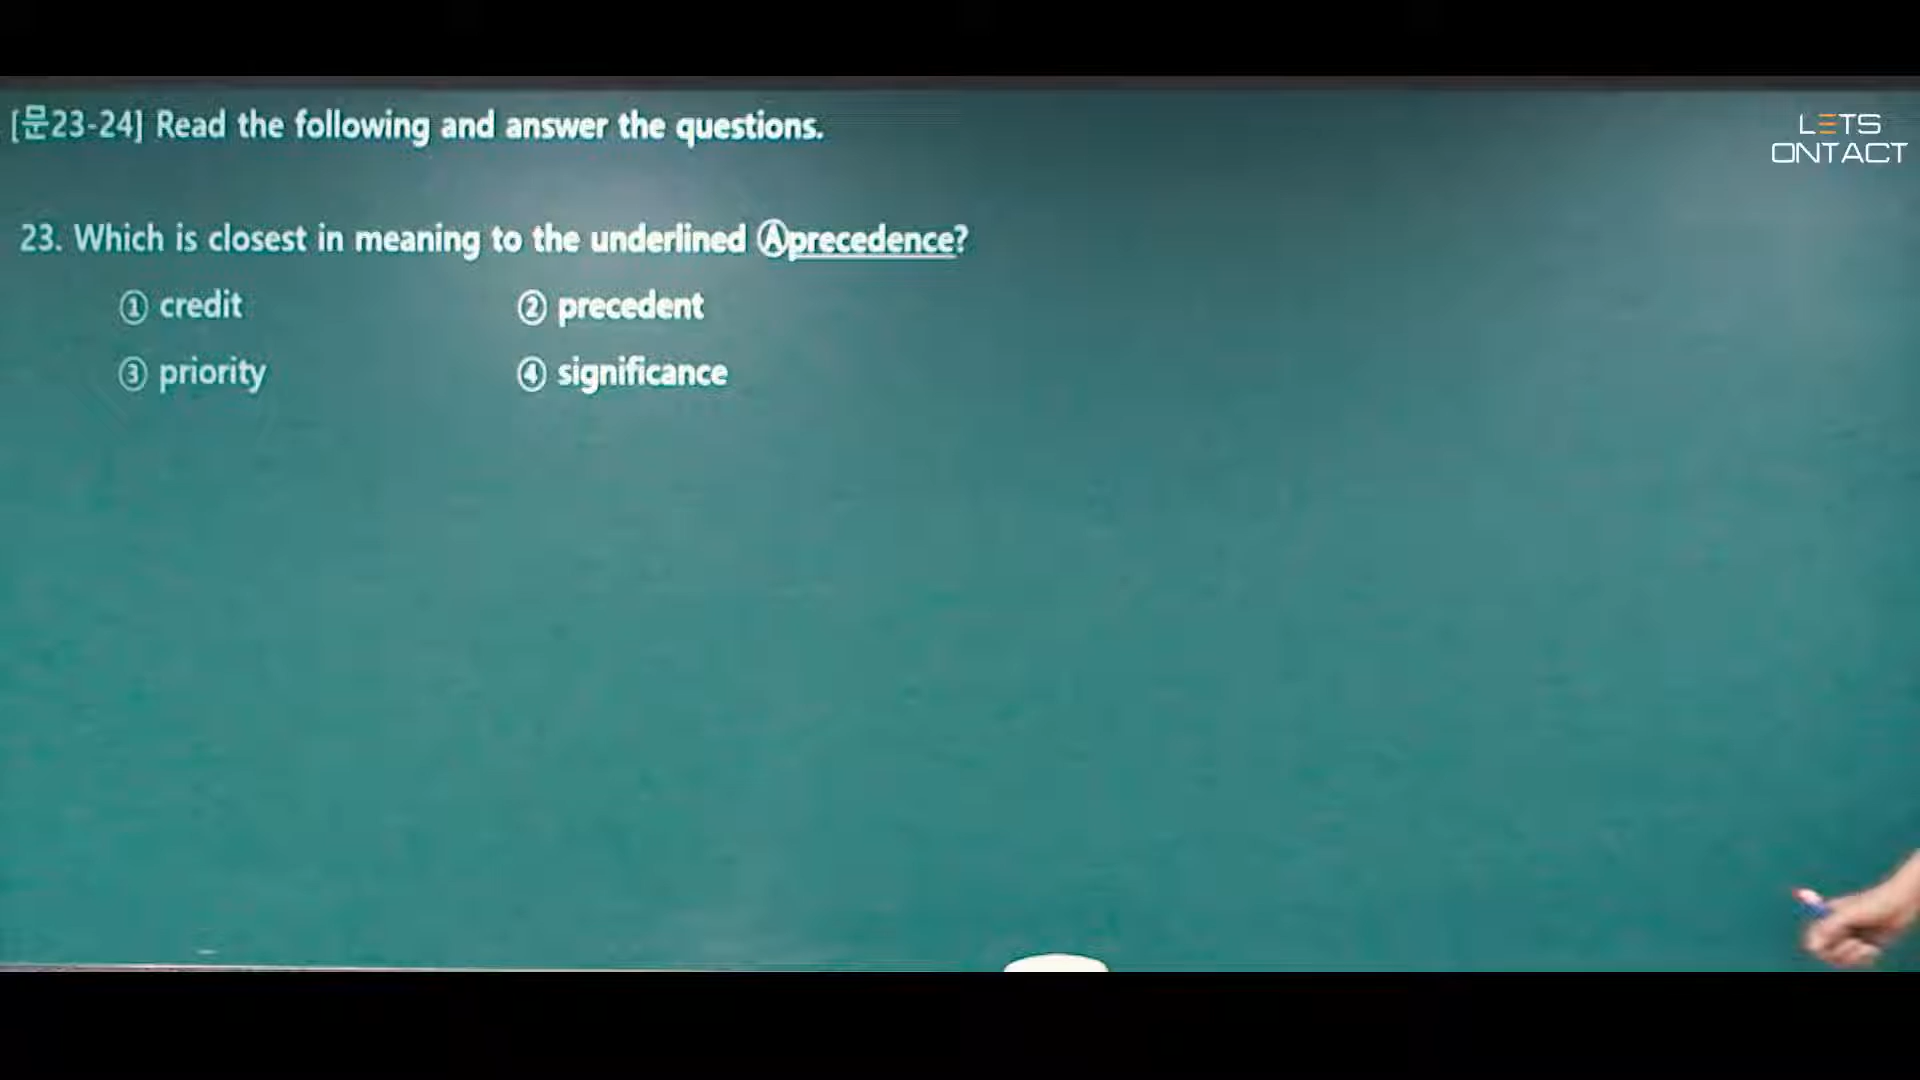 [문23-24] Read the following and answer the questions.
LETS
ONTACT
23. Which is closest in meaning to the underlined Ⓐprecedence?
① credit ② precedent
③ priority ④ significance